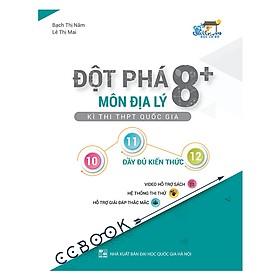 Bạch Thị Năm
Lê Thị Mai
ĐỘT PHÁ 8+
MÔN ĐỊA LÝ
KÌ THI THPT QUỐC GIA
10
11
12
ĐẦY ĐỦ KIẾN THỨC
VIDEO HỖ TRỢ SÁCH
HỆ THỐNG THI THỬ
HỖ TRỢ GIẢI ĐÁP THẮC MẮC
CCBOOK
NHÀ XUẤT BẢN ĐẠI HỌC QUỐC GIA HÀ NỘI